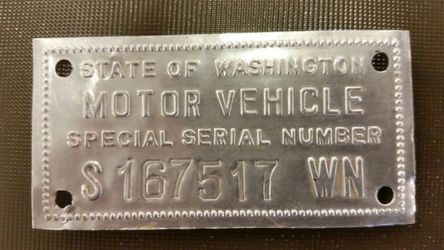 STATE OF WASHINGTON
MOTOR VEHICLE
SPECIAL SERIAL NUMBER
S 167517 WN